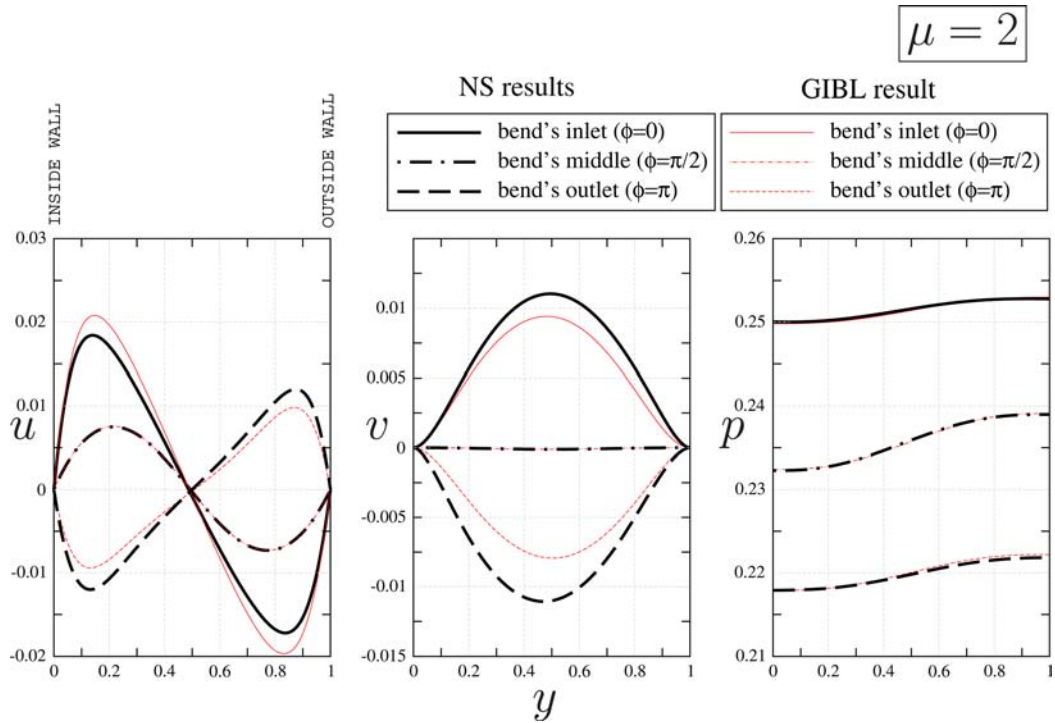 μ = 2
NS results
GIBL result
bend's inlet (ϕ=0)
bend's middle (ϕ=π/2)
bend's outlet (ϕ=π)
bend's inlet (ϕ=0)
bend's middle (ϕ=π/2)
bend's outlet (ϕ=π)
INSIDE WALL
OUTSIDE WALL
0.03
0.02
0.01
0
-0.01
-0.02
u
0 0.2 0.4 0.6 0.8 1
0.01
0.005
0
-0.005
-0.01
-0.015
v
0 0.2 0.4 0.6 0.8 1
y
0.26
0.25
0.24
0.23
0.22
0.21
p
0 0.2 0.4 0.6 0.8 1